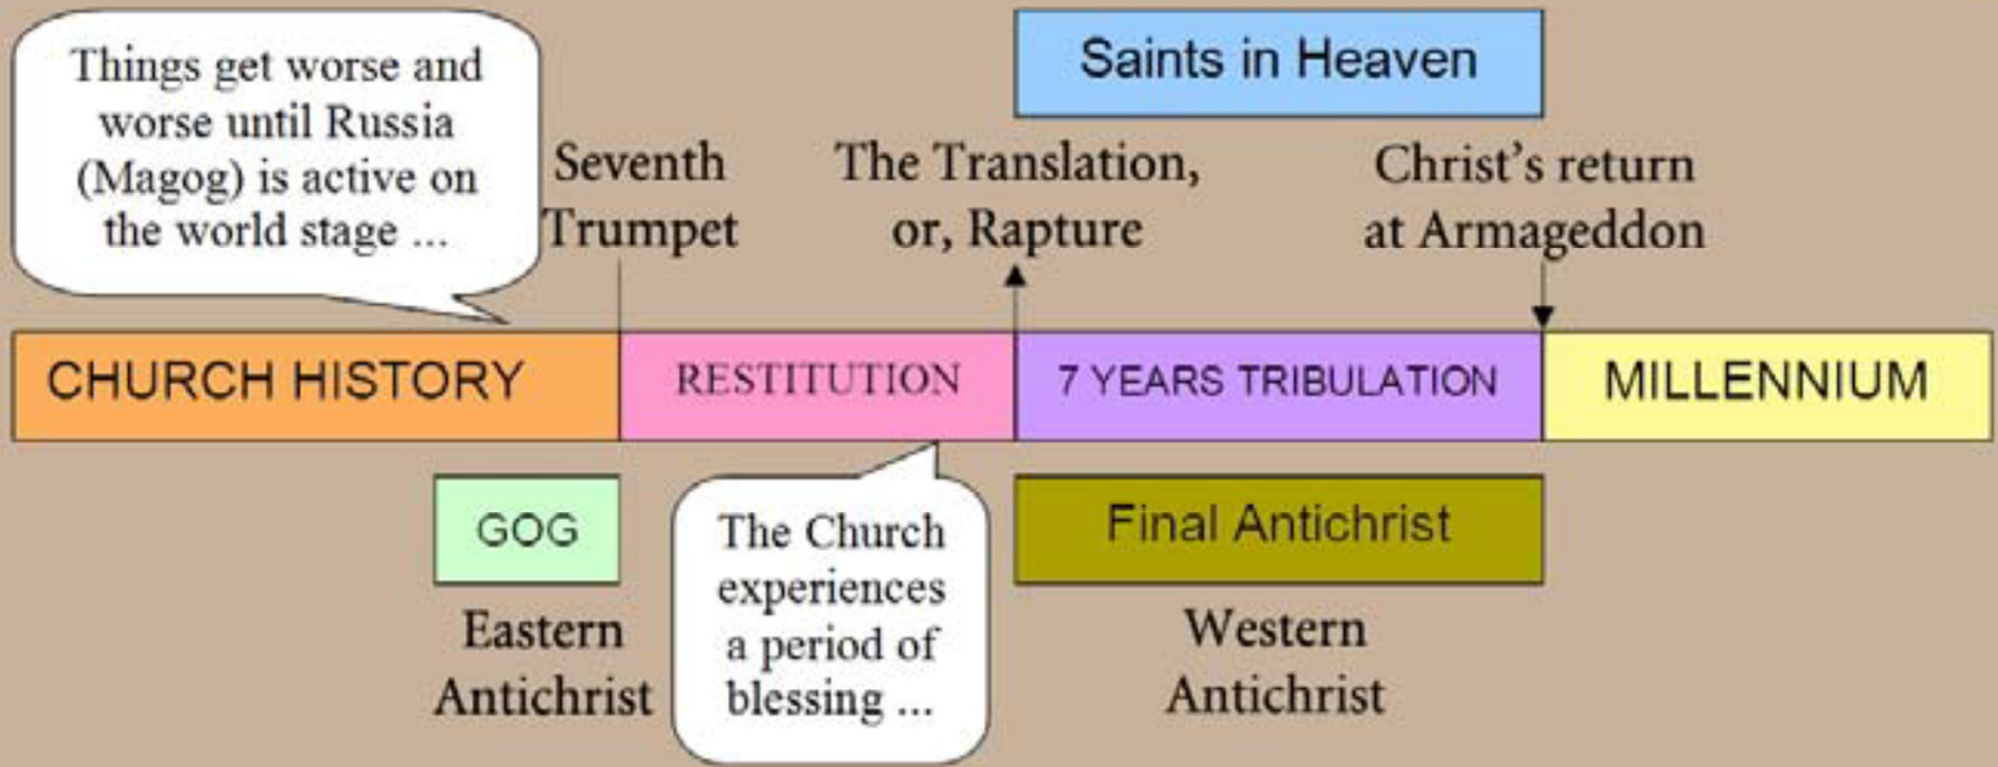 Things get worse and
worse until Russia
(Magog) is active on
the world stage ...
Seventh
Trumpet
The Translation,
or, Rapture
Saints in Heaven
Christ's return
at Armageddon
CHURCH HISTORY
RESTITUTION
7 YEARS TRIBULATION
MILLENNIUM
GOG
Eastern
Antichrist
The Church
experiences
a period of
blessing ...
Final Antichrist
Western
Antichrist